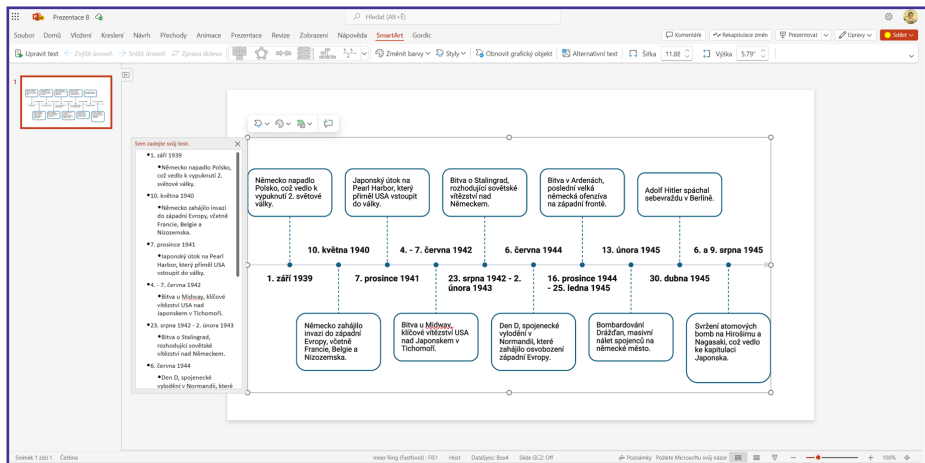 Prezentace 8
Hledat (Alt+É)
Soubor Domů Vložení Kreslení Návrh Přechody Animace Prezentace Revize Zobrazení Nápověda SmartArt Gordic
Komentáře Rekapitulace změn Prezentovat Úpravy Sdílet
Upravit text Zvýšit úroveň Snížit úroveň Zprava doleva Změnit barvy Styly Obnovit grafický objekt Alternativní text Šířka 11.88 Výška 5.79"
1
Sem zadejte svůj text.
•1. září 1939
•Německo napadlo Polsko,
což vedlo k
vypuknutí 2.
světové války.
•10. května 1940
•Německo zahájilo invazi
do západní Evropy, včetně
Francie, Belgie a
Nizozemska.
•7. prosince 1941
•Japonský útok na Pearl
Harbor, který přiměl USA
vstoupit do války.
•4. - 7. června 1942
•Bitva u Midway, klíčové
vítězství USA nad
Japonskem v Tichomoří.
•23. srpna 1942 - 2. února 1943
•Bitva o Stalingrad,
rozhodující sovětské
vítězství nad Německem.
•6. června 1944
•Den D, spojenecké
vylodění v Normandii, které
Německo napadlo
Polsko, což vedlo k
vypuknutí 2. světové
války.
Japonský útok na
Pearl Harbor, který
přiměl USA vstoupit
do války.
Bitva o Stalingrad,
rozhodující sovětské
vítězství nad
Německem.
Bitva v Ardenách,
poslední velká
německá ofenzíva
na západní frontě.
Adolf Hitler spáchal
sebevraždu v Berlíně.
10. května 1940
4. - 7. června 1942
6. června 1944
13. února 1945
6. a 9. srpna 1945
1. září 1939
7. prosince 1941
23. srpna 1942 - 2.
února 1943
16. prosince 1944
- 25. ledna 1945
30. dubna 1945
Německo zahájilo
invazi do západní
Evropy, včetně
Francie, Belgie a
Nizozemska.
Bitva u Midway,
klíčové vítězství USA
nad Japonskem v
Tichomoří.
Den D, spojenecké
vylodění v
Normandii, které
zahájilo osvobození
západní Evropy.
Bombardování
Drážďan, masivní
nálet spojenců na
německé město.
Svržení atomových
bomb na Hirošimu a
Nagasaki, což vedlo
ke kapitulaci
Japonska.
Snímek 1 z(e) 1 Čeština Inner Ring (Fastfood) : FIE1 Host DataSync: Box4 Slide GC2: Off Poznámky Pošlete Microsoftu svůj názor 100%